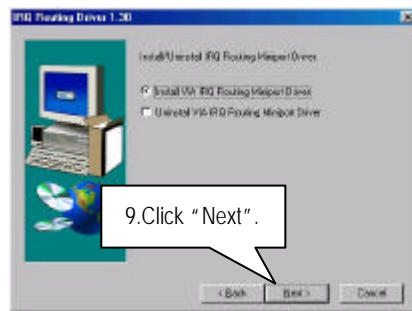 IRQ Routing Driver 1.30
Install/Uninstall IRQ Routing Miniport Driver
Install VIA IRQ Routing Miniport Driver
Uninstall VIA IRQ Routing Miniport Driver
9.Click “Next”.
< Back
Next >
Cancel